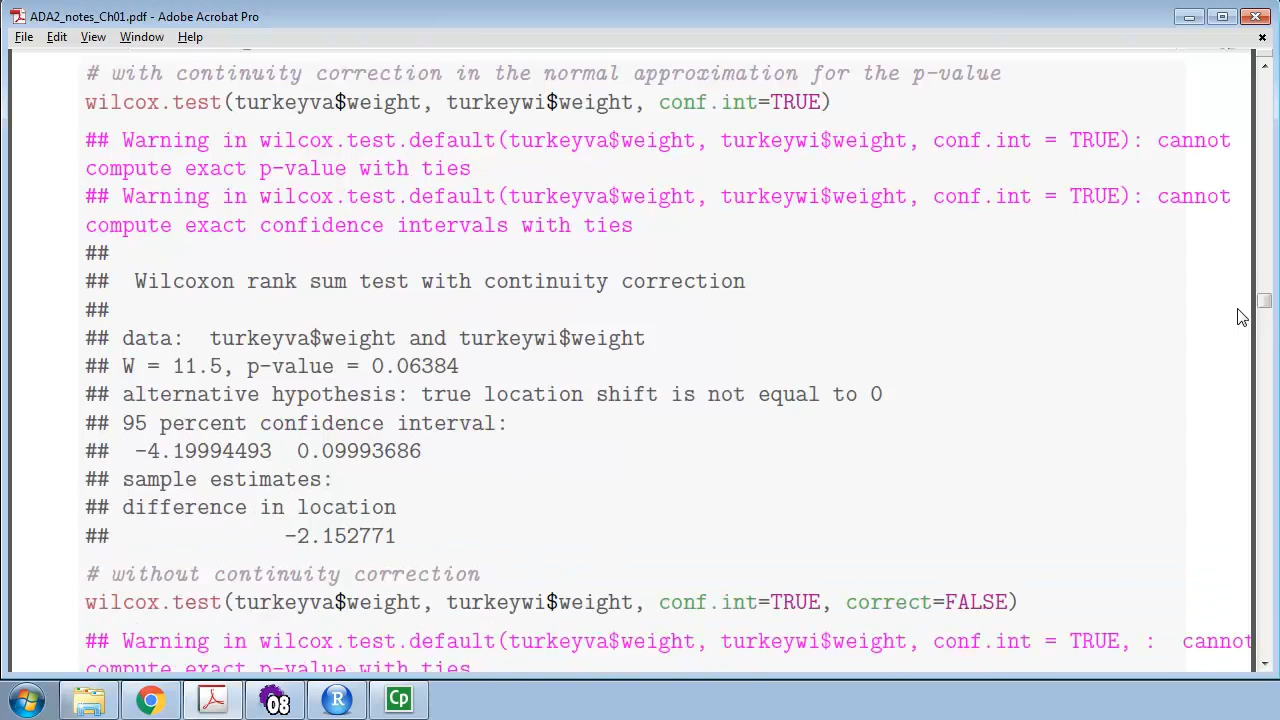 ADA2_notes_Ch01.pdf - Adobe Acrobat Pro
File Edit View Window Help
# with continuity correction in the normal approximation for the p-value
wilcox.test(turkeyva$weight, turkeywi$weight, conf.int=TRUE)
## Warning in wilcox.test.default(turkeyva$weight, turkeywi$weight, conf.int = TRUE): cannot
compute exact p-value with ties
## Warning in wilcox.test.default(turkeyva$weight, turkeywi$weight, conf.int = TRUE): cannot
compute exact confidence intervals with ties
##
## Wilcoxon rank sum test with continuity correction
##
## data: turkeyva$weight and turkeywi$weight
## W = 11.5, p-value = 0.06384
## alternative hypothesis: true location shift is not equal to 0
## 95 percent confidence interval:
## -4.19994493 0.09993686
## sample estimates:
## difference in location
## -2.152771
# without continuity correction
wilcox.test(turkeyva$weight, turkeywi$weight, conf.int=TRUE, correct=FALSE)
## Warning in wilcox.test.default(turkeyva$weight, turkeywi$weight, conf.int = TRUE, : cannot
compute exact p-value with ties
08
R
Cp